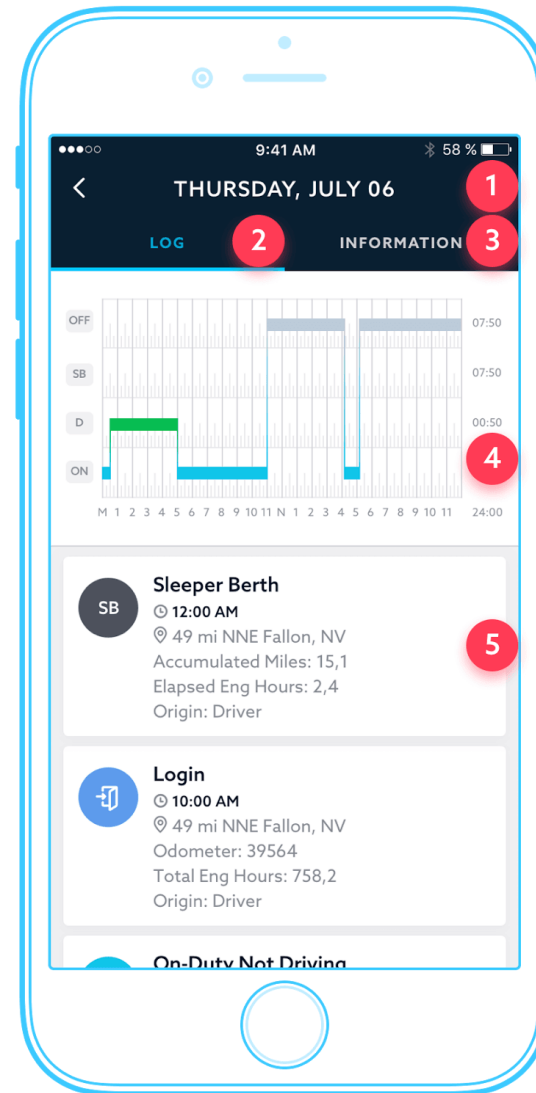 9:41 AM 58 %
THURSDAY, JULY 06 1
LOG 2 INFORMATION 3
OFF 07:50
SB 07:50
D 00:50
ON 4
M 1 2 3 4 5 6 7 8 9 10 11 N 1 2 3 4 5 6 7 8 9 10 11 24:00
Sleeper Berth
SB 12:00 AM
49 mi NNE Fallon, NV 5
Accumulated Miles: 15,1
Elapsed Eng Hours: 2,4
Origin: Driver
Login
10:00 AM
49 mi NNE Fallon, NV
Odometer: 39564
Total Eng Hours: 758,2
Origin: Driver
On-Duty Not Driving